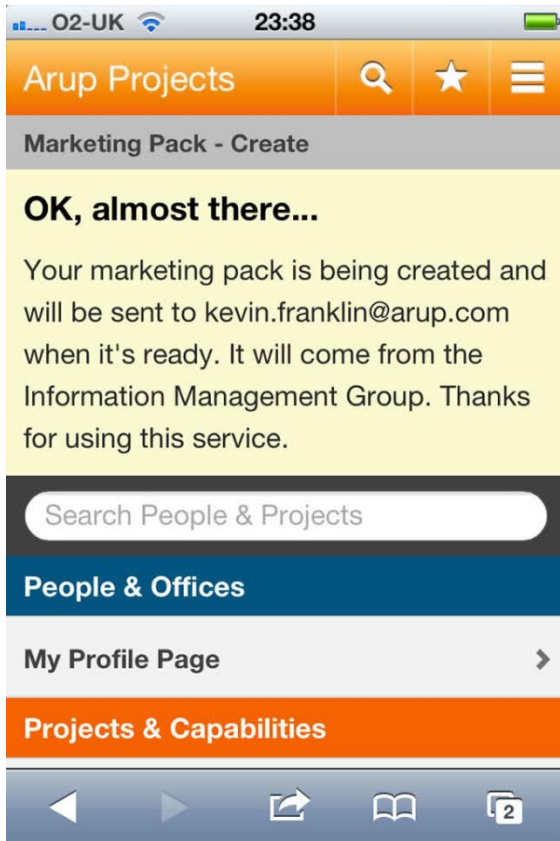 O2-UK 23:38
Arup Projects
Marketing Pack - Create
OK, almost there...
Your marketing pack is being created and
will be sent to kevin.franklin@arup.com
when it's ready. It will come from the
Information Management Group. Thanks
for using this service.
Search People & Projects
People & Offices
My Profile Page
Projects & Capabilities
2